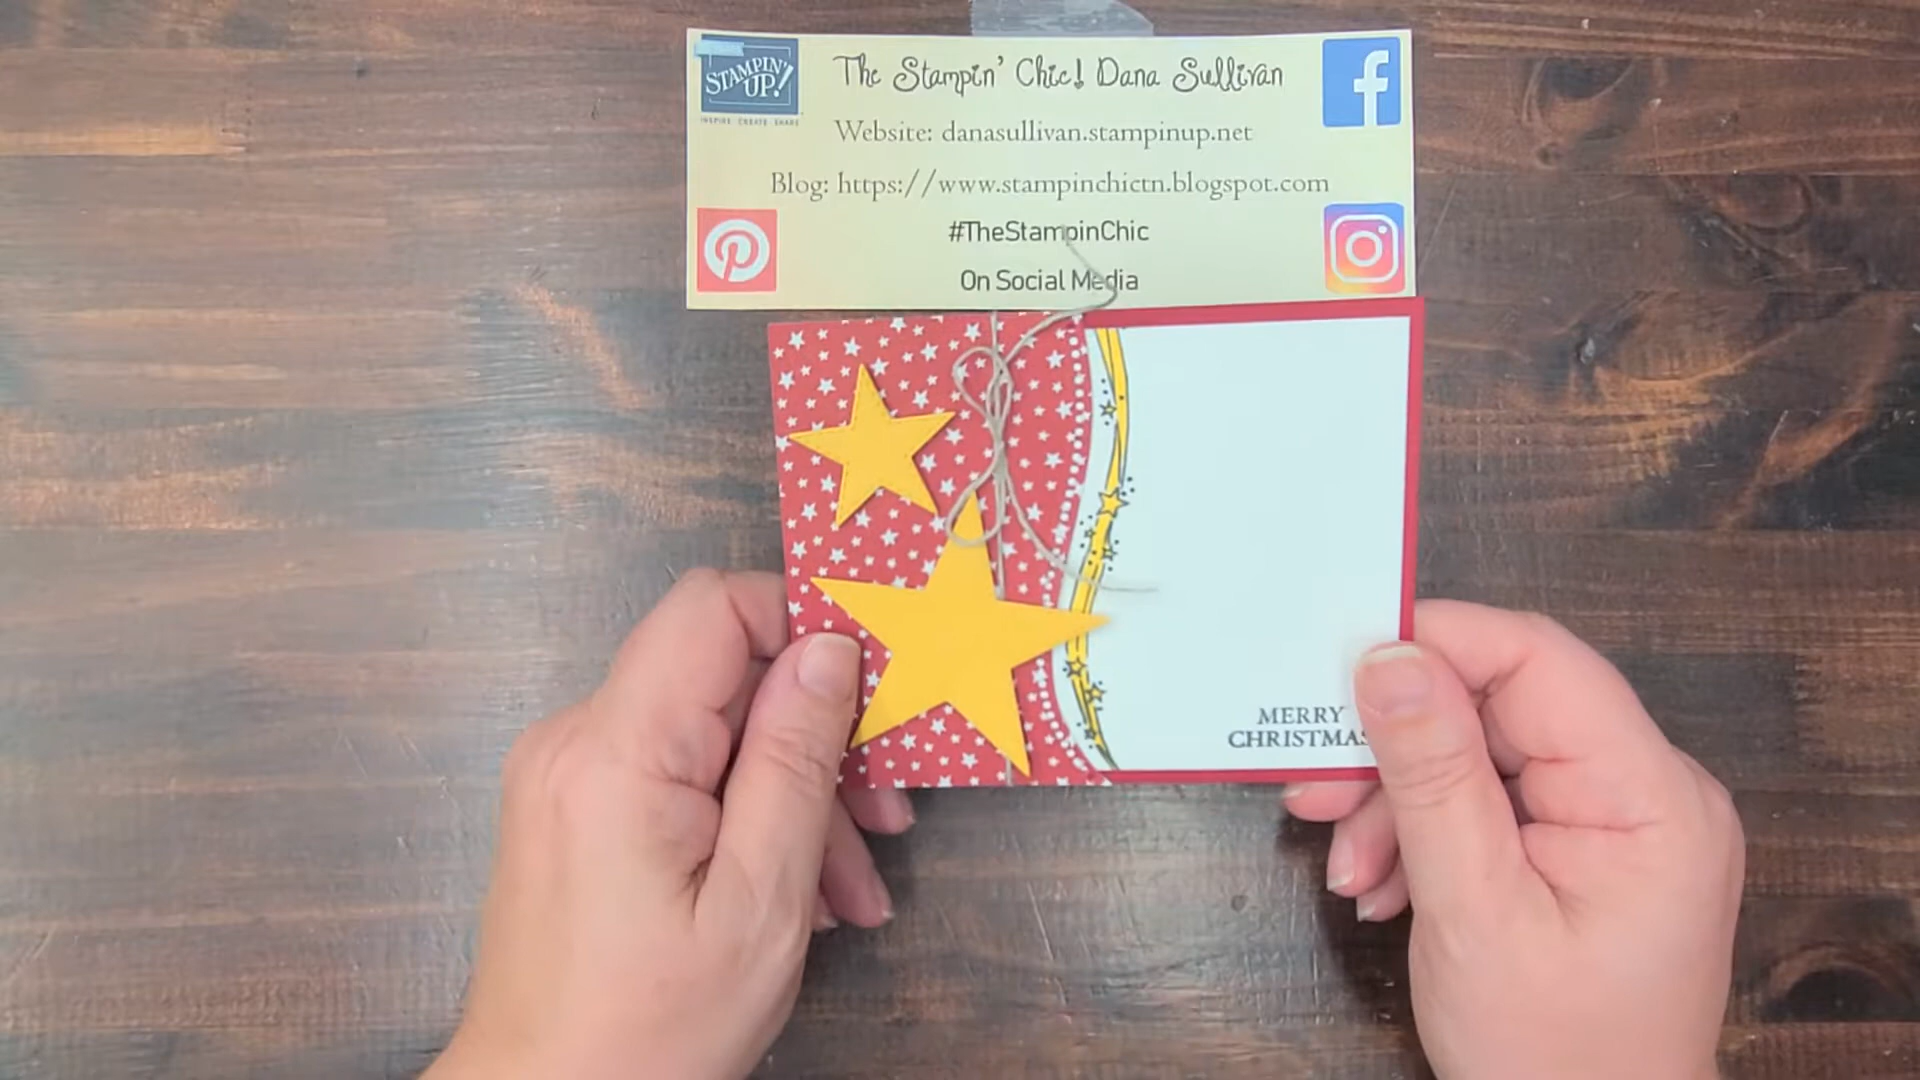 STAMPIN' UP!
INSPIRE CREATE SHARE
The Stampin' Chic! Dana Sullivan
Website: danasullivan.stampinup.net
Blog: https://www.stampinchictn.blogspot.com
#TheStampinChic
On Social Media
MERRY
CHRISTMAS